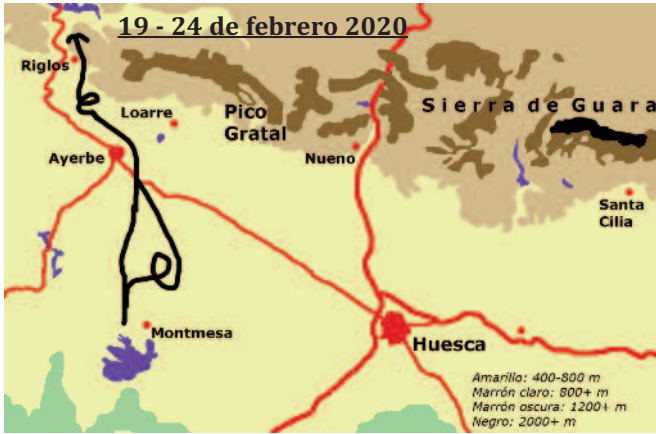 19 - 24 de febrero 2020
Riglos
Loarre
Pico
Gratal
Sierra de Guara
Ayerbe
Nueno
Santa
Cilia
Montmesa
Huesca
Amarillo: 400-800 m
Marrón claro: 800+ m
Marrón oscura: 1200+ m
Negro: 2000+ m